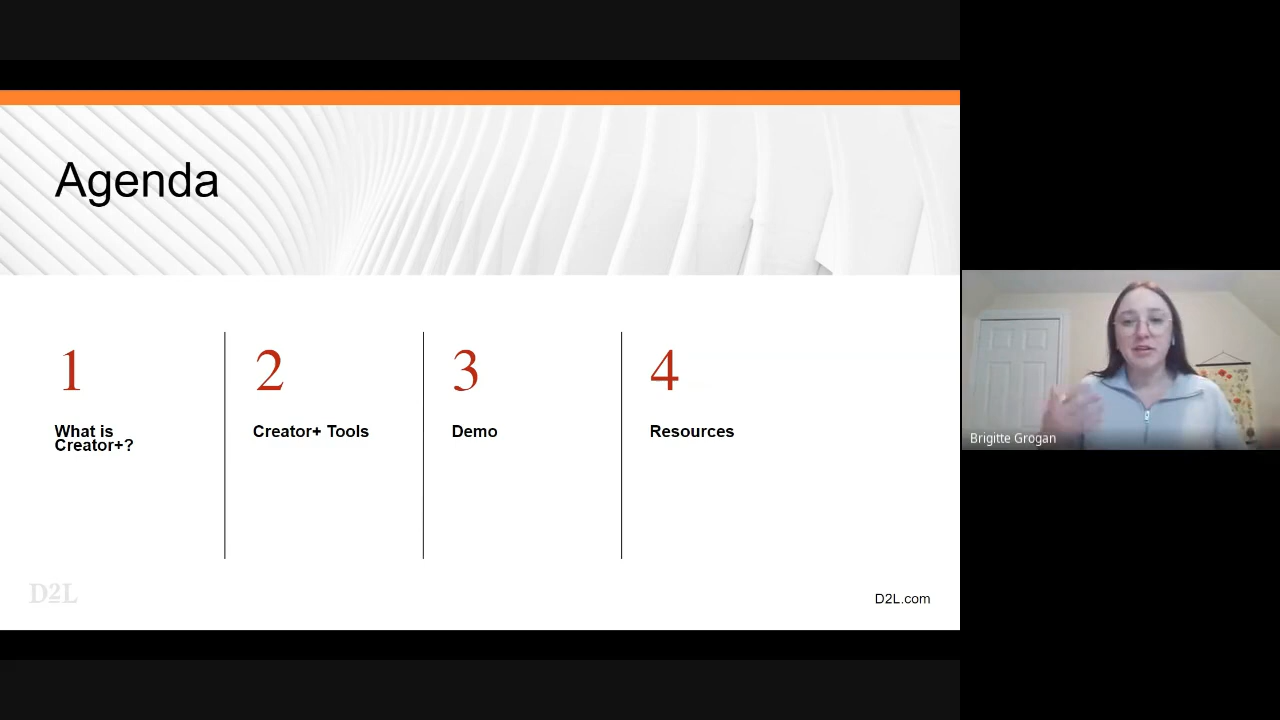 Agenda
1
What is
Creator+?
2
Creator+ Tools
3
Demo
4
Resources
D2L
D2L.com
Brigitte Grogan